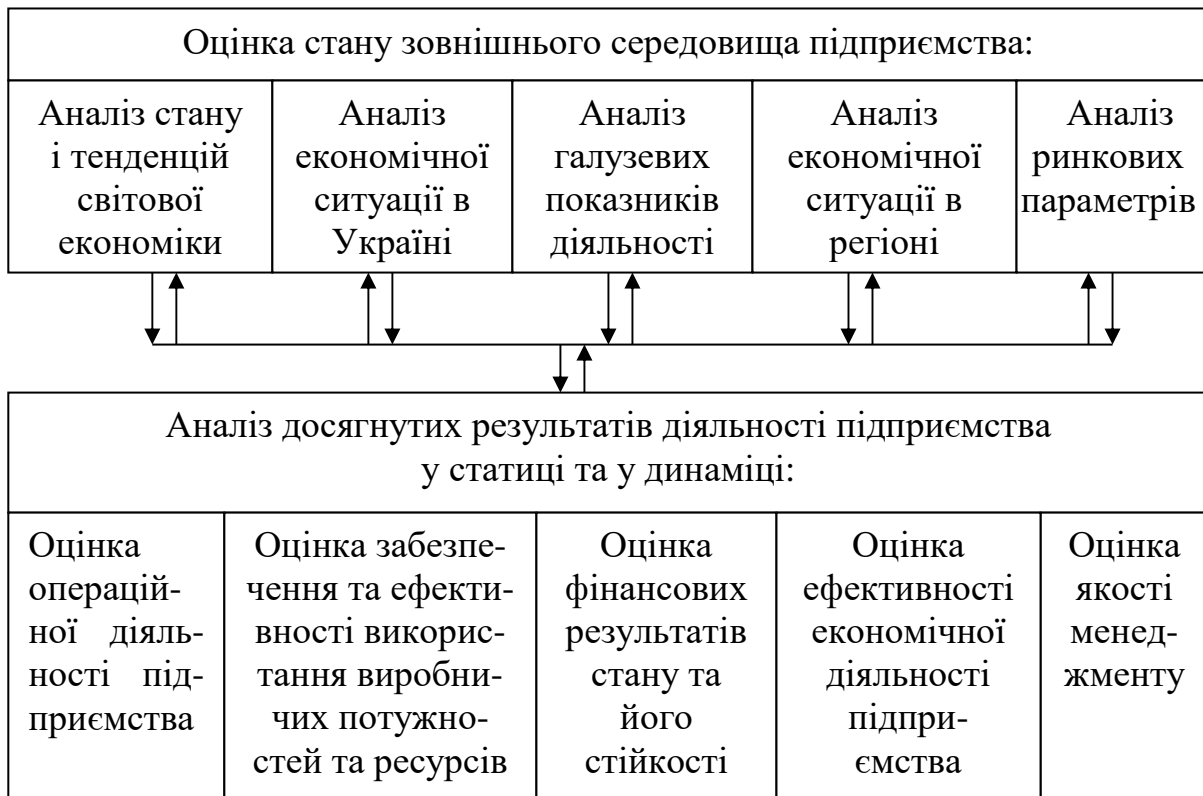 Оцінка стану зовнішнього середовища підприємства:
Аналіз стану
і тенденцій
світової
економіки
Аналіз
економічної
ситуації в
Україні
Аналіз
галузевих
показників
діяльності
Аналіз
економічної
ситуації в
регіоні
Аналіз
ринкових
параметрів
Аналіз досягнутих результатів діяльності підприємства
у статиці та у динаміці:
Оцінка
операцій-
ної діяль-
ності під-
приємства
Оцінка забезпе-
чення та ефекти-
вності викорис-
тання виробни-
чих потужно-
стей та ресурсів
Оцінка
фінансових
результатів
стану та
його
стійкості
Оцінка
ефективності
економічної
діяльності
підпри-
ємства
Оцінка
якості
менед-
жменту